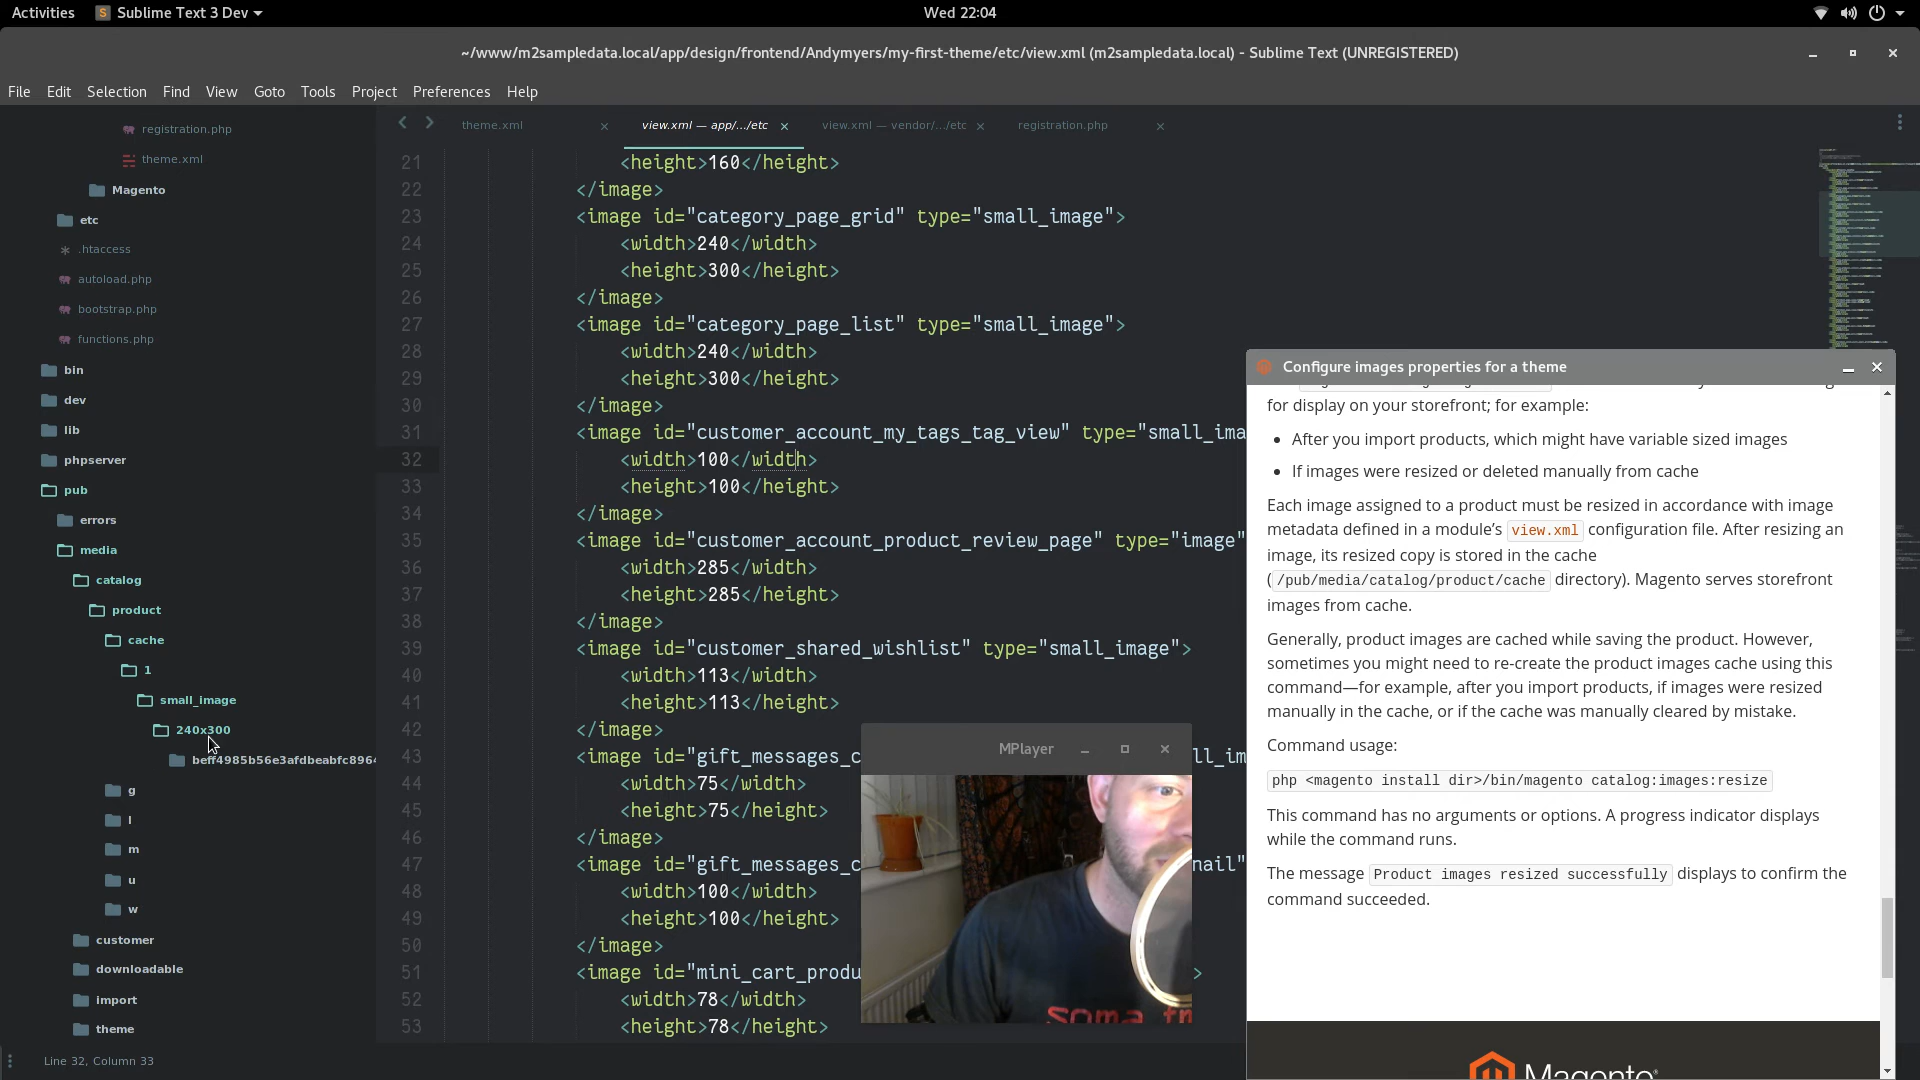 Activities
Sublime Text 3 Dev
Wed 22:04
~/www/m2sampledata.local/app/design/frontend/Andymyers/my-first-theme/etc/view.xml (m2sampledata.local) - Sublime Text (UNREGISTERED)
File Edit Selection Find View Goto Tools Project Preferences Help
registration.php
theme.xml
Magento
etc
.htaccess
autoload.php
bootstrap.php
functions.php
bin
dev
lib
phpserver
pub
errors
media
catalog
product
cache
1
small_image
240x300
beff4985b56e3afdbeabfc8964
g
l
m
u
w
customer
downloadable
import
theme
theme.xml
view.xml — app/.../etc
view.xml — vendor/.../etc
registration.php
21 <height>160</height>
22 </image>
23 <image id="category_page_grid" type="small_image">
24 <width>240</width>
25 <height>300</height>
26 </image>
27 <image id="category_page_list" type="small_image">
28 <width>240</width>
29 <height>300</height>
30 </image>
31 <image id="customer_account_my_tags_tag_view" type="small_ima
32 <width>100</width>
33 <height>100</height>
34 </image>
35 <image id="customer_account_product_review_page" type="image"
36 <width>285</width>
37 <height>285</height>
38 </image>
39 <image id="customer_shared_wishlist" type="small_image">
40 <width>113</width>
41 <height>113</height>
42 </image>
43 <image id="gift_messages_c ll_im
44 <width>75</width>
45 <height>75</height>
46 </image>
47 <image id="gift_messages_c nail"
48 <width>100</width>
49 <height>100</height>
50 </image>
51 <image id="mini_cart_produ >
52 <width>78</width>
53 <height>78</height>
MPlayer
Soma
Configure images properties for a theme
for display on your storefront; for example:
• After you import products, which might have variable sized images
• If images were resized or deleted manually from cache
Each image assigned to a product must be resized in accordance with image
metadata defined in a module's view.xml configuration file. After resizing an
image, its resized copy is stored in the cache
( /pub/media/catalog/product/cache directory). Magento serves storefront
images from cache.
Generally, product images are cached while saving the product. However,
sometimes you might need to re-create the product images cache using this
command—for example, after you import products, if images were resized
manually in the cache, or if the cache was manually cleared by mistake.
Command usage:
php <magento install dir>/bin/magento catalog:images:resize
This command has no arguments or options. A progress indicator displays
while the command runs.
The message Product images resized successfully displays to confirm the
command succeeded.
Magento
Line 32, Column 33